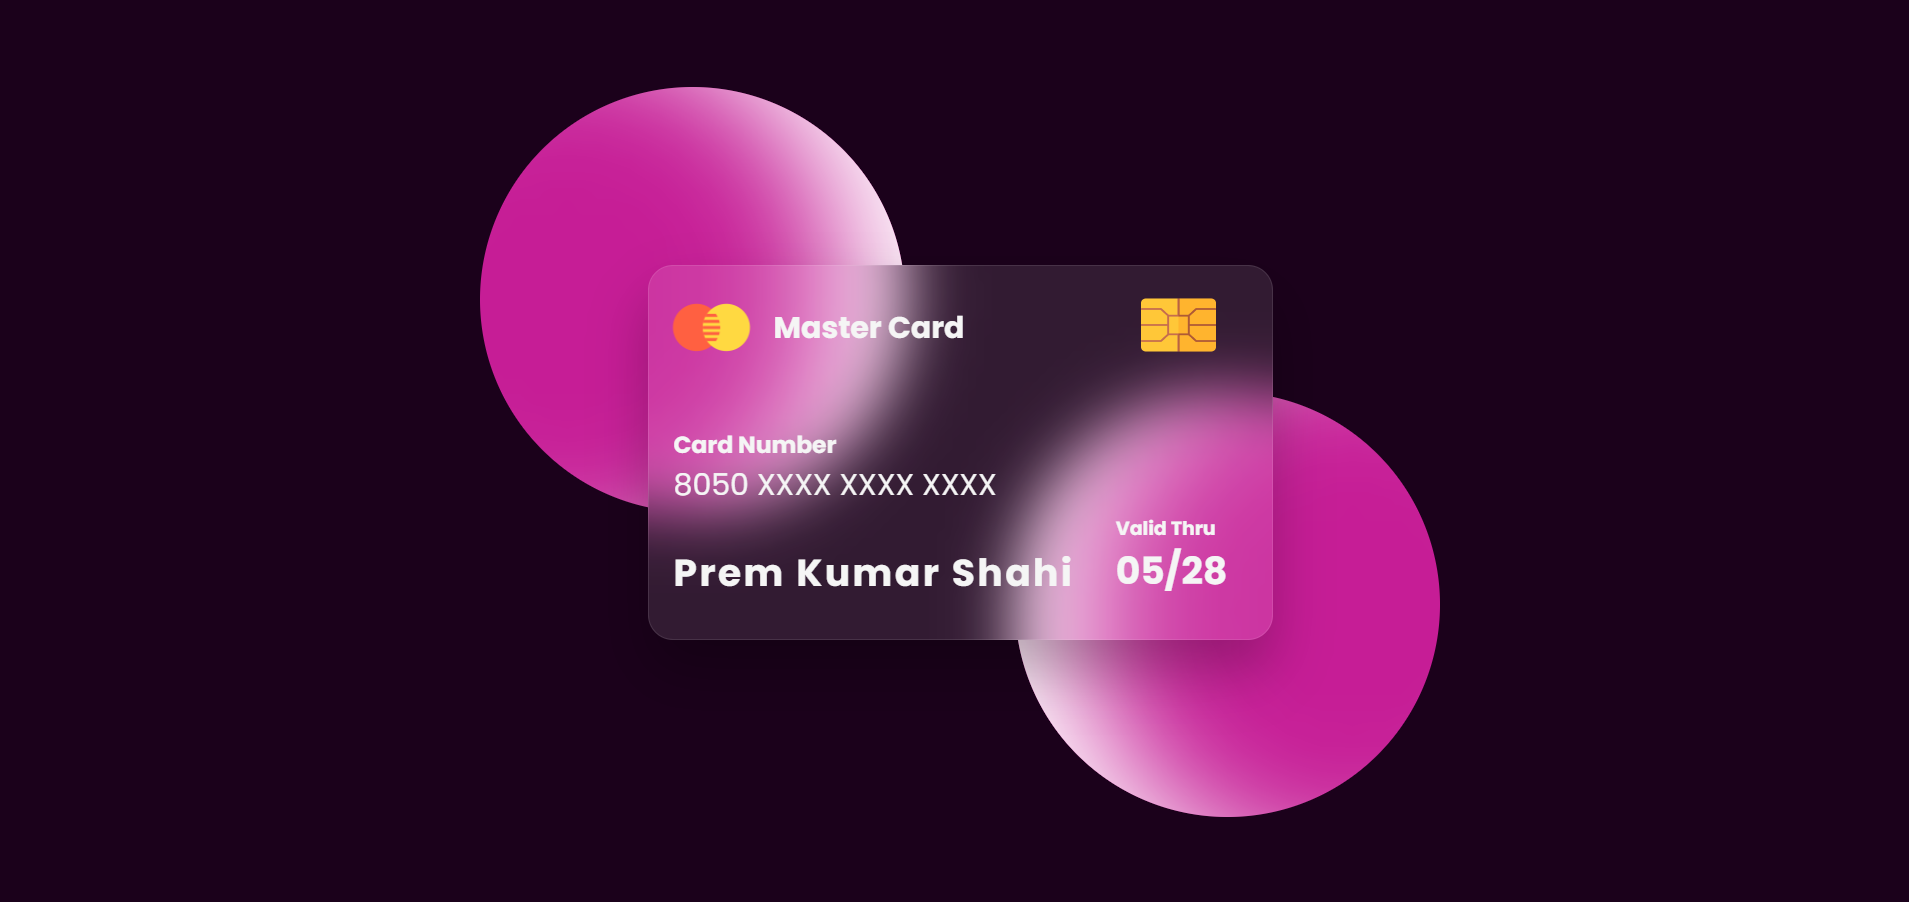 Master Card
Card Number
8050 XXXX XXXX XXXX
Valid Thru
Prem Kumar Shahi
05/28